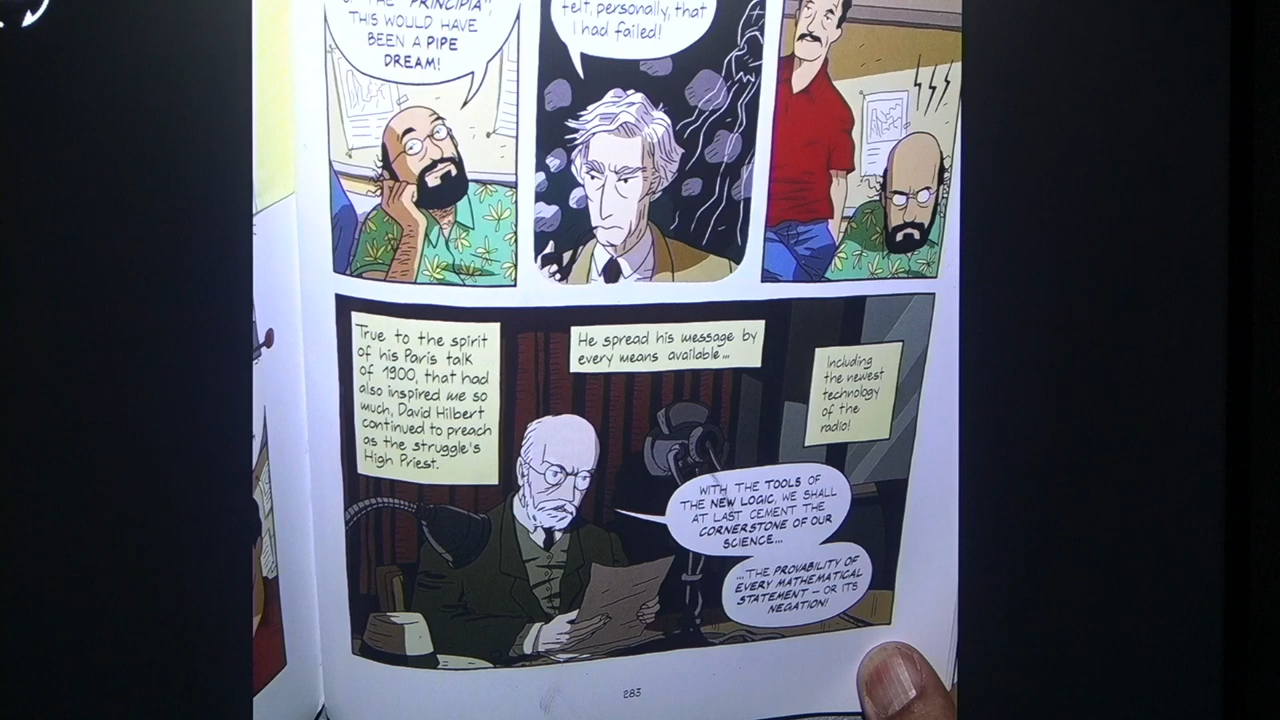 OF THE "PRINCIPIA",
THIS WOULD HAVE
BEEN A PIPE
DREAM!
felt, personally, that
I had failed!
True to the spirit
of his Paris talk
of 1900, that had
also inspired me so
much, David Hilbert
continued to preach
as the struggle's
High Priest.
He spread his message by
every means available...
Including
the newest
technology
of the
radio!
WITH THE TOOLS OF
THE NEW LOGIC, WE SHALL
AT LAST CEMENT THE
CORNERSTONE OF OUR
SCIENCE...
...THE PROVABILITY OF
EVERY MATHEMATICAL
STATEMENT – OR ITS
NEGATION!
283